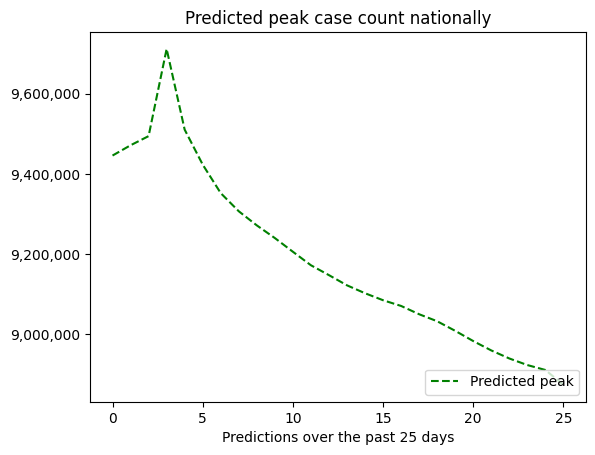 Predicted peak case count nationally
9,600,000
9,400,000
9,200,000
9,000,000
Predicted peak
0 5 10 15 20 25
Predictions over the past 25 days